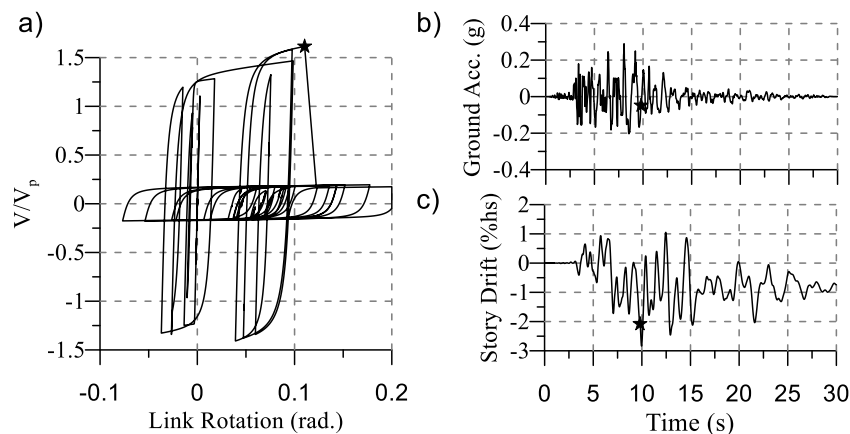 a)
1.5
1
0.5
0
-0.5
-1
-1.5
V/Vp
-0.1 0 0.1 0.2
Link Rotation (rad.)
b)
0.4
0.2
0
-0.2
-0.4
Ground Acc. (g)
c)
2
1
0
-1
-2
-3
Story Drift (%hs)
0 5 10 15 20 25 30
Time (s)